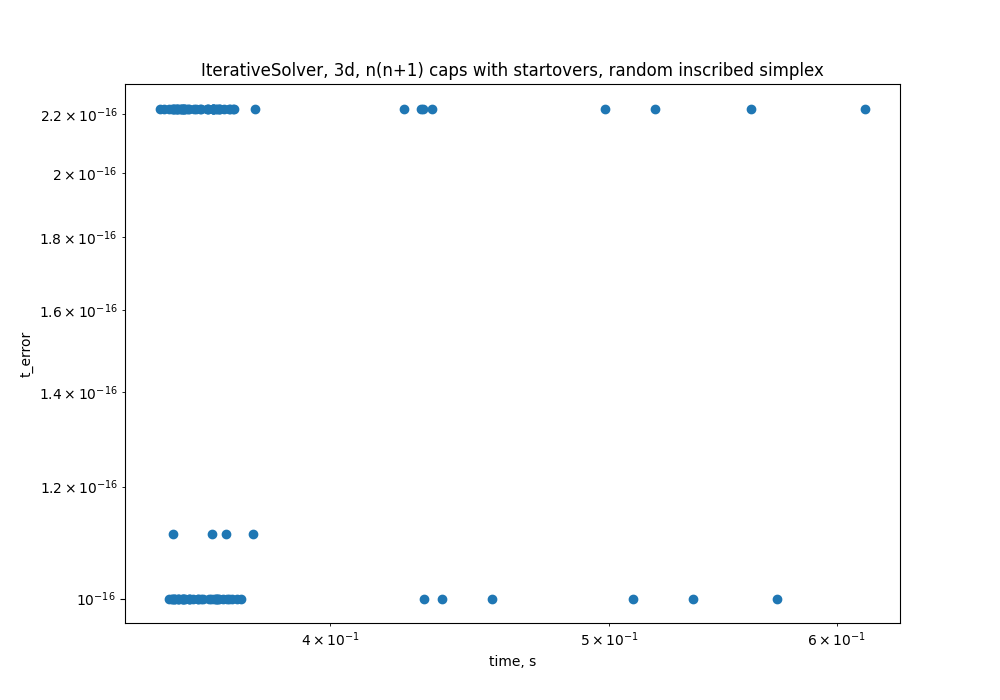 IterativeSolver, 3d, n(n+1) caps with startovers, random inscribed simplex
2.2 × 10⁻¹⁶
2 × 10⁻¹⁶
1.8 × 10⁻¹⁶
1.6 × 10⁻¹⁶
1.4 × 10⁻¹⁶
1.2 × 10⁻¹⁶
10⁻¹⁶
t_error
4 × 10⁻¹
5 × 10⁻¹
6 × 10⁻¹
time, s